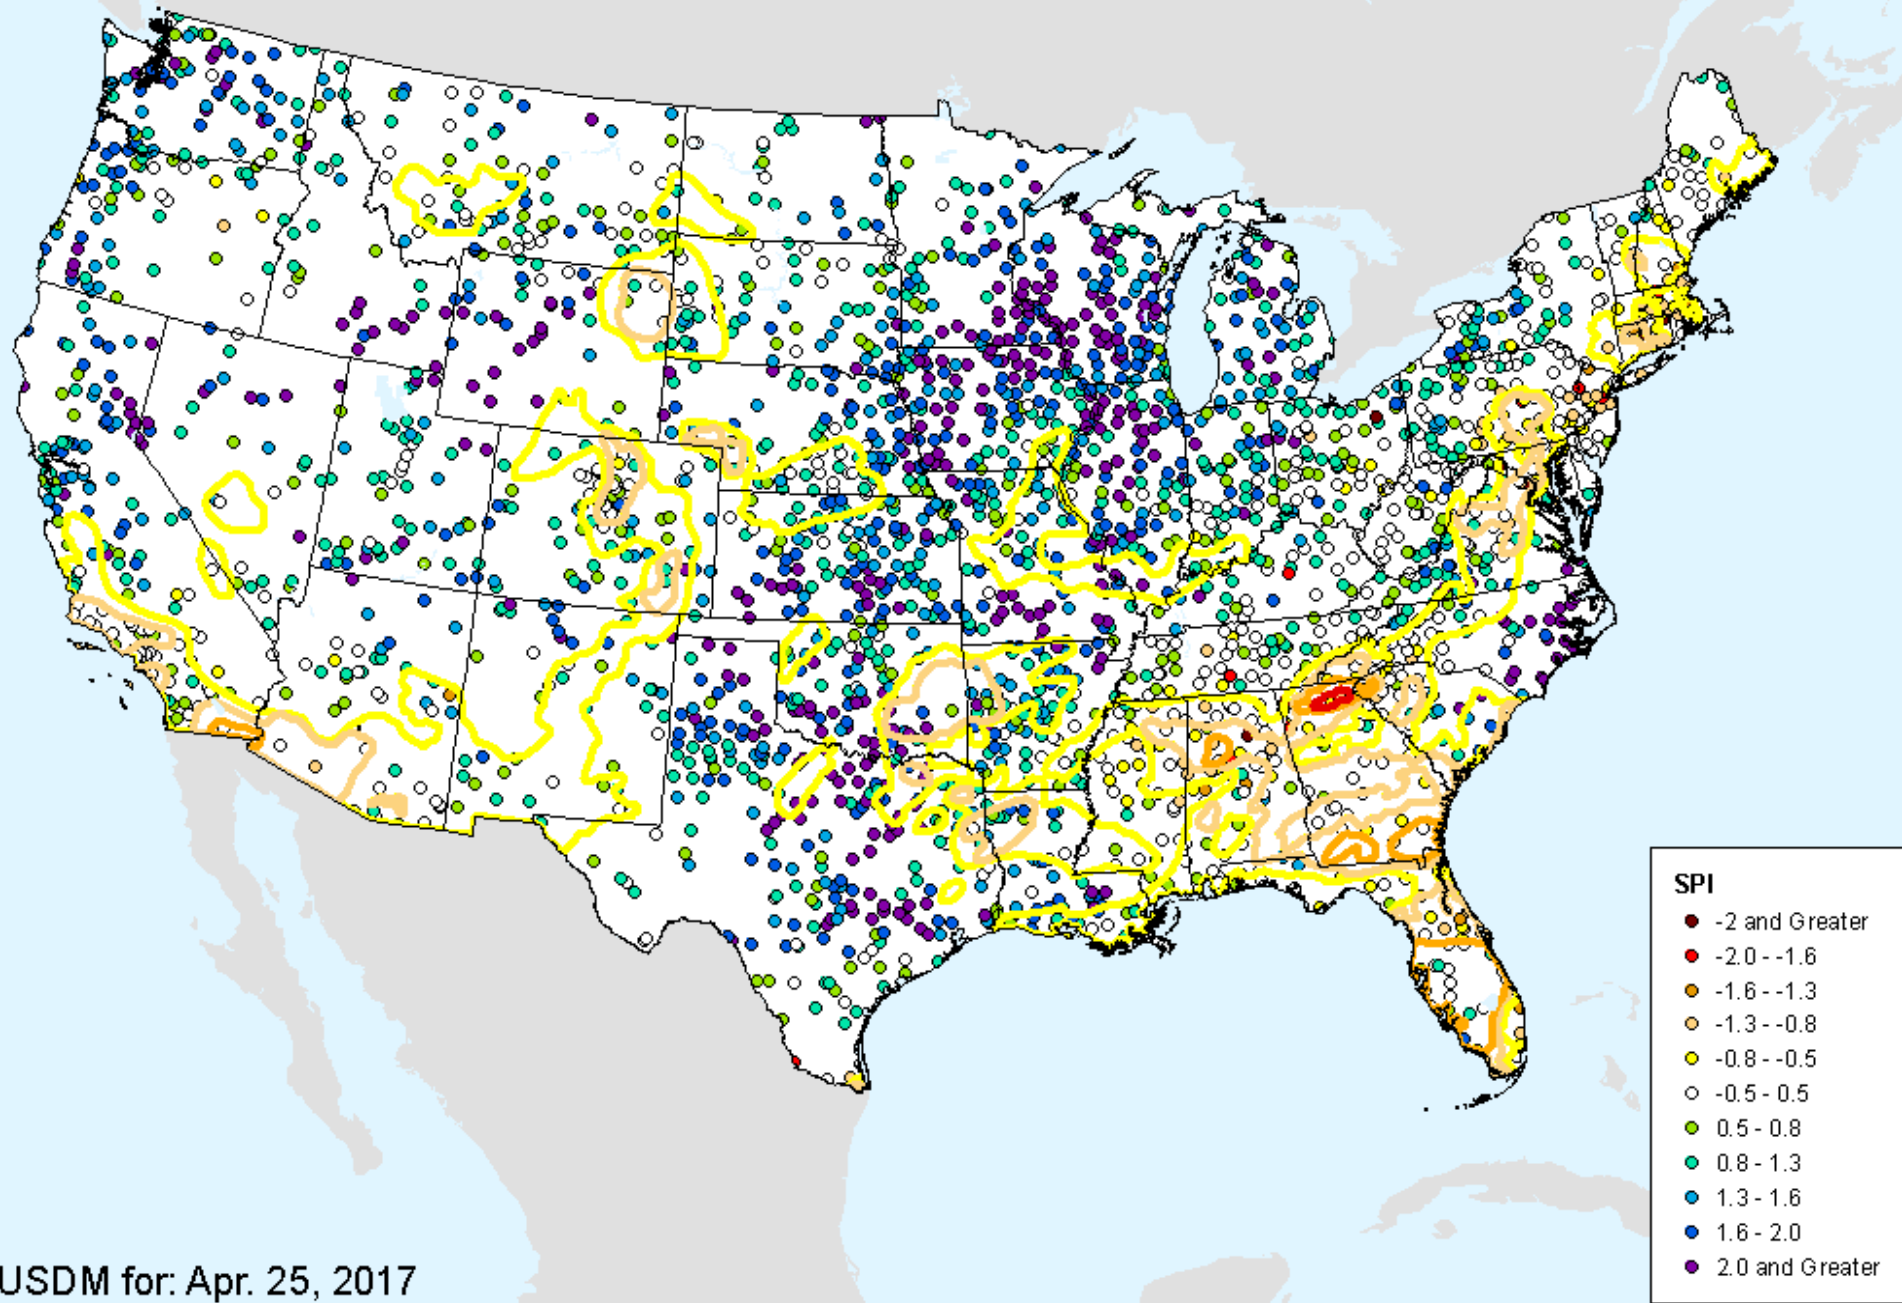 SPI
-2 and Greater
-2.0 - -1.6
-1.6 - -1.3
-1.3 - -0.8
-0.8 - -0.5
-0.5 - 0.5
0.5 - 0.8
0.8 - 1.3
1.3 - 1.6
1.6 - 2.0
2.0 and Greater
USDM for: Apr. 25, 2017